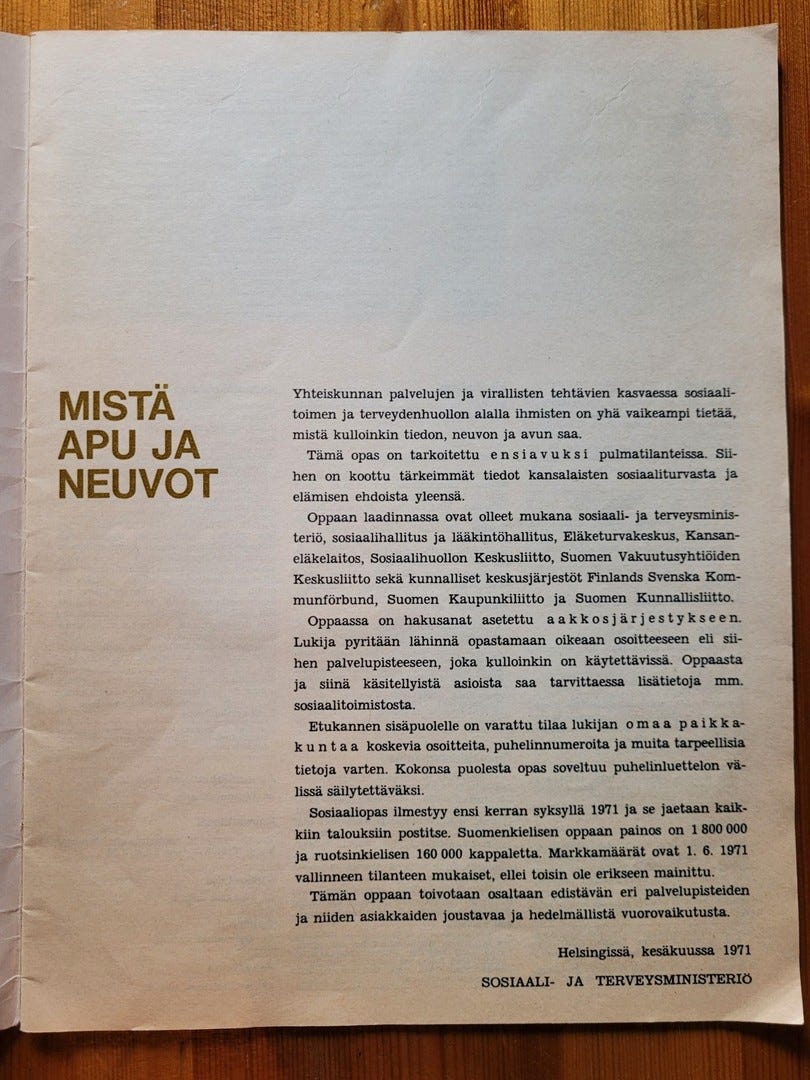 MISTÄ
APU JA
NEUVOT
Yhteiskunnan palvelujen ja virallisten tehtävien kasvaessa sosiaali-
toimen ja terveydenhuollon alalla ihmisten on yhä vaikeampi tietää,
mistä kulloinkin tiedon, neuvon ja avun saa.
Tämä opas on tarkoitettu ensiavuksi pulmatilanteissa. Sii-
hen on koottu tärkeimmät tiedot kansalaisten sosiaaliturvasta ja
elämisen ehdoista yleensä.
Oppaan laadinnassa ovat olleet mukana sosiaali- ja terveysminis-
teriö, sosiaalihallitus ja lääkintöhallitus, Eläketurvakeskus, Kansan-
eläkelaitos, Sosiaalihuollon Keskusliitto, Suomen Vakuutusyhtiöiden
Keskusliitto sekä kunnalliset keskusjärjestöt Finlands Svenska Kom-
munförbund, Suomen Kaupunkiliitto ja Suomen Kunnallisliitto.
Oppaassa on hakusanat asetettu aakkosjärjestykseen.
Lukija pyritään lähinnä opastamaan oikeaan osoitteeseen eli sii-
hen palvelupisteeseen, joka kulloinkin on käytettävissä. Oppaasta
ja siinä käsitellyistä asioista saa tarvittaessa lisätietoja mm.
sosiaalitoimistosta.
Etukannen sisäpuolelle on varattu tilaa lukijan omaa paikka-
kuntaa koskevia osoitteita, puhelinnumeroita ja muita tarpeellisia
tietoja varten. Kokonsa puolesta opas soveltuu puhelinluettelon vä-
lissä säilytettäväksi.
Sosiaaliopas ilmestyy ensi kerran syksyllä 1971 ja se jaetaan kaik-
kiin talouksiin postitse. Suomenkielisen oppaan painos on 1 800 000
ja ruotsinkielisen 160 000 kappaletta. Markkamäärät ovat 1. 6. 1971
vallinneen tilanteen mukaiset, ellei toisin ole erikseen mainittu.
Tämän oppaan toivotaan osaltaan edistävän eri palvelupisteiden
ja niiden asiakkaiden joustavaa ja hedelmällistä vuorovaikutusta.
Helsingissä, kesäkuussa 1971
SOSIAALI- JA TERVEYSMINISTERIÖ